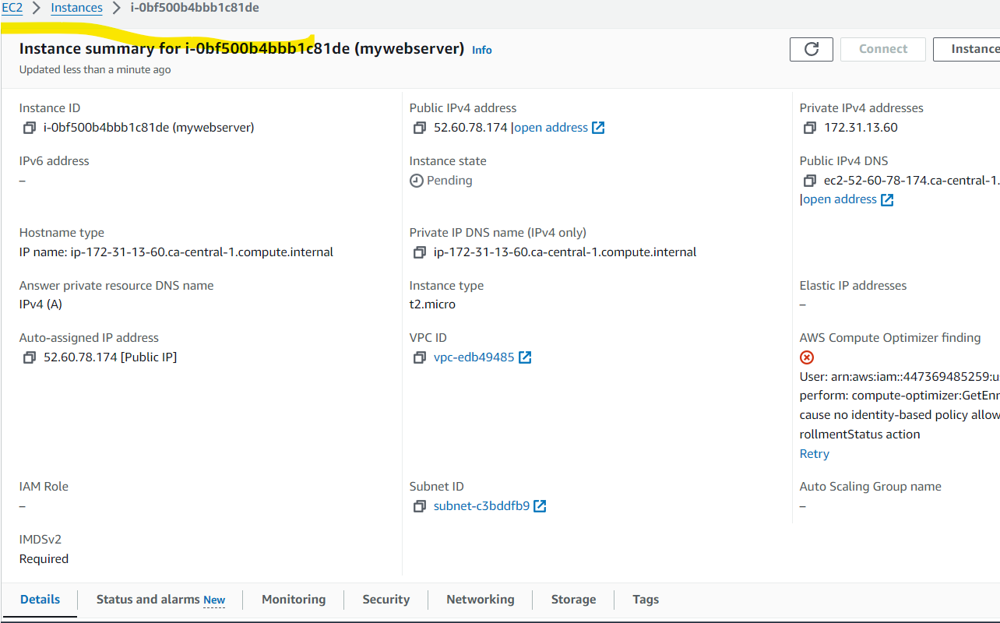 EC2 > Instances > i-0bf500b4bbb1c81de
Instance summary for i-0bf500b4bbb1c81de (mywebserver) Info
Updated less than a minute ago
Connect
Instance
Instance ID
i-0bf500b4bbb1c81de (mywebserver)
Public IPv4 address
52.60.78.174 |open address
Private IPv4 addresses
172.31.13.60
IPv6 address
–
Instance state
Pending
Public IPv4 DNS
ec2-52-60-78-174.ca-central-1.
|open address
Hostname type
IP name: ip-172-31-13-60.ca-central-1.compute.internal
Private IP DNS name (IPv4 only)
ip-172-31-13-60.ca-central-1.compute.internal
Answer private resource DNS name
IPv4 (A)
Instance type
t2.micro
Elastic IP addresses
–
Auto-assigned IP address
52.60.78.174 [Public IP]
VPC ID
vpc-edb49485
AWS Compute Optimizer finding
User: arn:aws:iam::447369485259:u
perform: compute-optimizer:GetEnr
cause no identity-based policy allow
rollmentStatus action
Retry
IAM Role
–
Subnet ID
subnet-c3bddfb9
Auto Scaling Group name
–
IMDSv2
Required
Details
Status and alarms New
Monitoring
Security
Networking
Storage
Tags